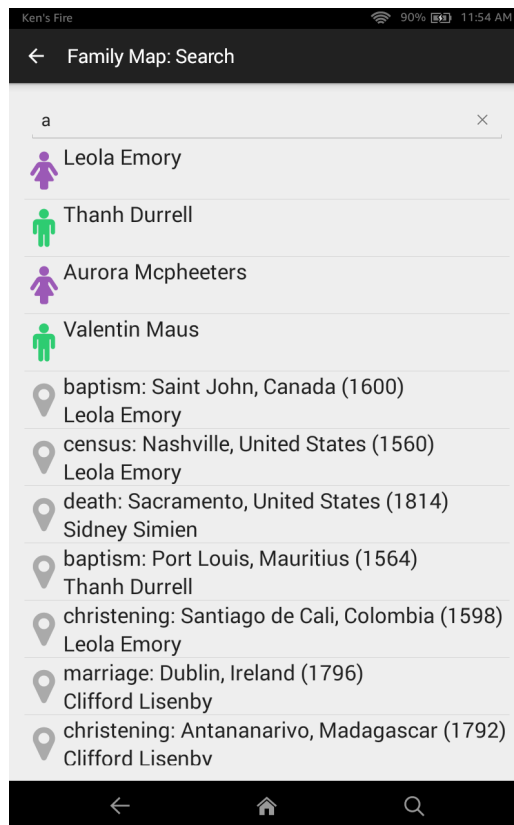 Ken's Fire 90% 11:54 AM
Family Map: Search
a
Leola Emory
Thanh Durrell
Aurora Mcpheeters
Valentin Maus
baptism: Saint John, Canada (1600)
Leola Emory
census: Nashville, United States (1560)
Leola Emory
death: Sacramento, United States (1814)
Sidney Simien
baptism: Port Louis, Mauritius (1564)
Thanh Durrell
christening: Santiago de Cali, Colombia (1598)
Leola Emory
marriage: Dublin, Ireland (1796)
Clifford Lisenby
christening: Antananarivo, Madagascar (1792)
Clifford Lisenby